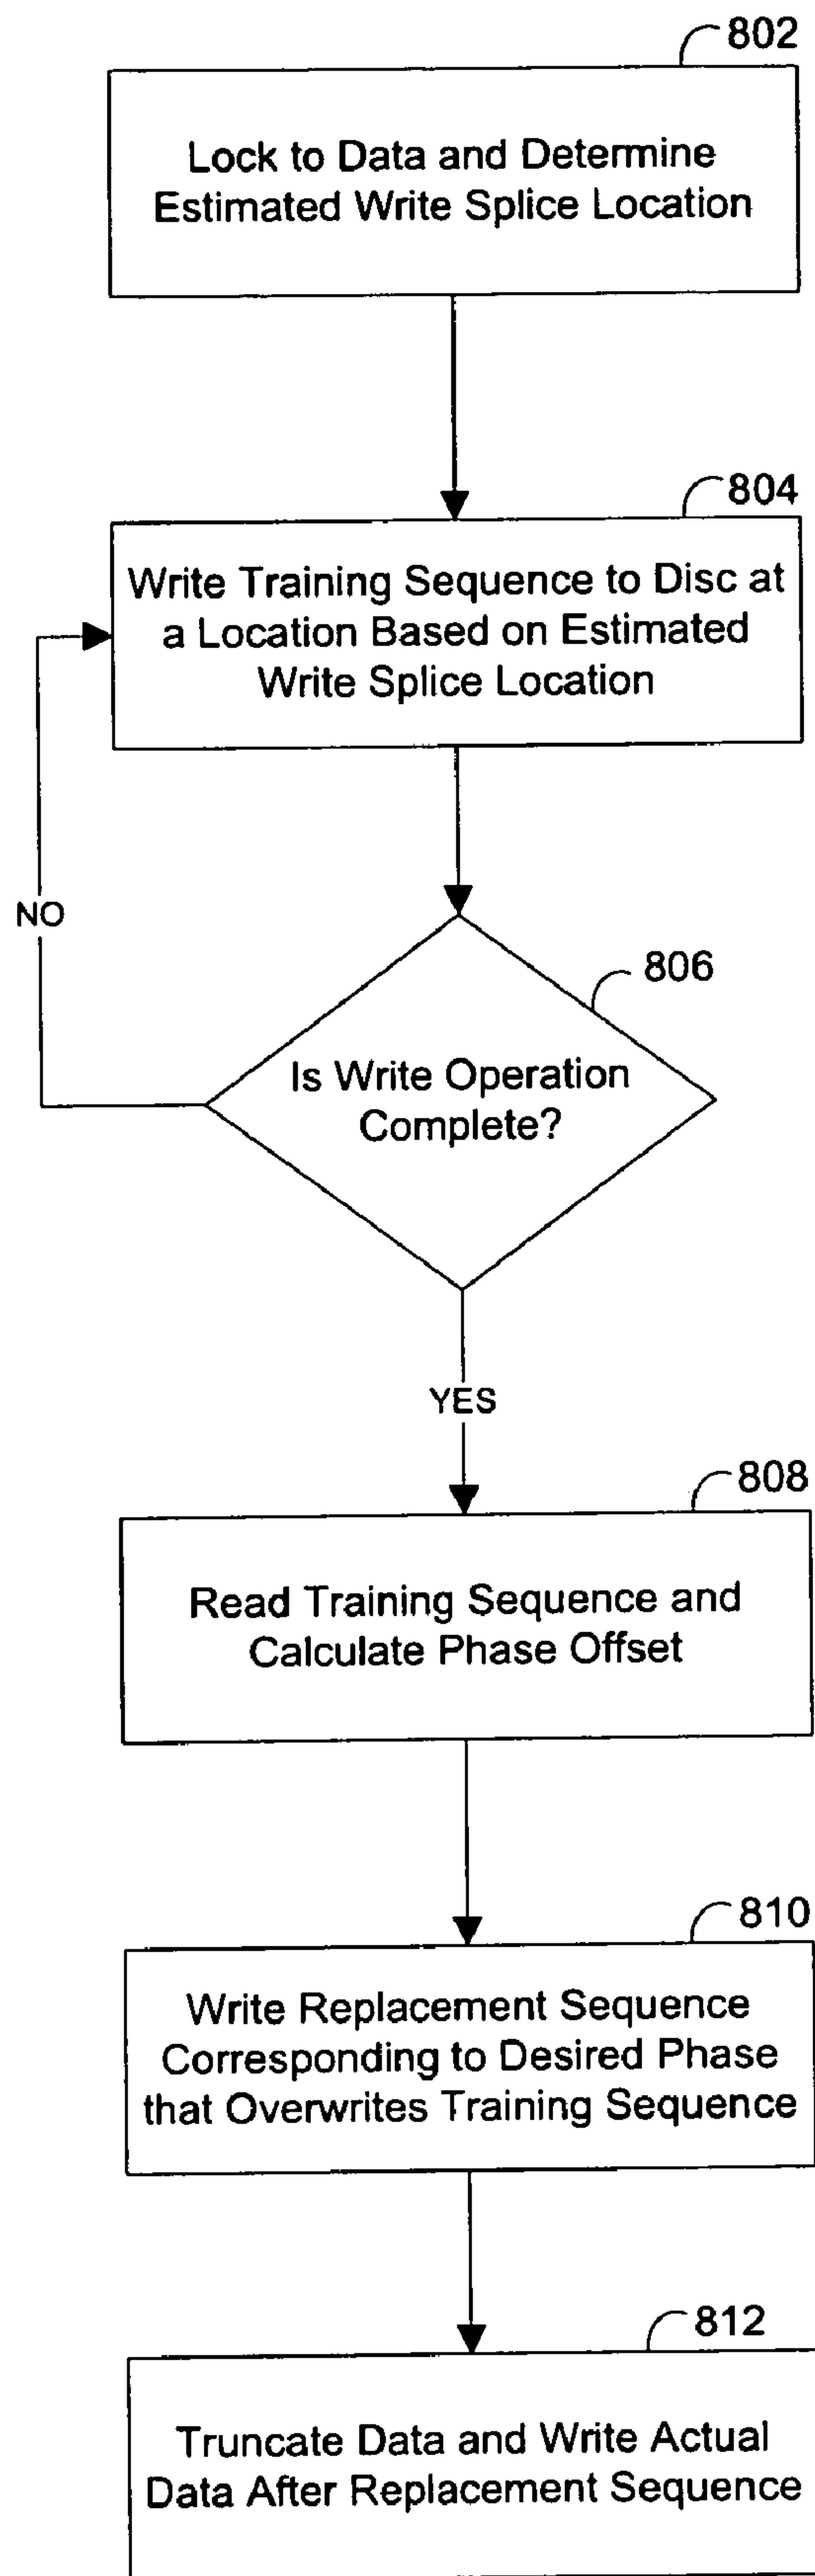 802
Lock to Data and Determine
Estimated Write Splice Location
804
Write Training Sequence to Disc at
a Location Based on Estimated
Write Splice Location
NO
806
Is Write Operation
Complete?
YES
808
Read Training Sequence and
Calculate Phase Offset
810
Write Replacement Sequence
Corresponding to Desired Phase
that Overwrites Training Sequence
812
Truncate Data and Write Actual
Data After Replacement Sequence